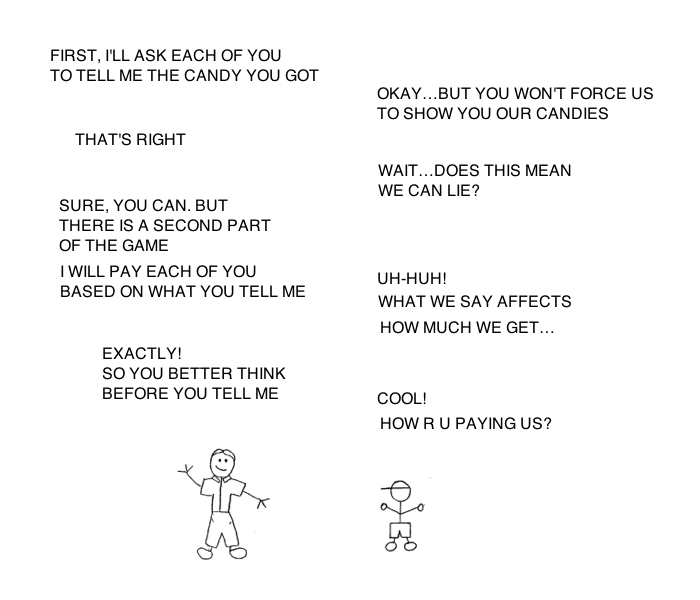 FIRST, I'LL ASK EACH OF YOU
TO TELL ME THE CANDY YOU GOT
OKAY...BUT YOU WON'T FORCE US
TO SHOW YOU OUR CANDIES
THAT'S RIGHT
WAIT...DOES THIS MEAN
WE CAN LIE?
SURE, YOU CAN. BUT
THERE IS A SECOND PART
OF THE GAME
I WILL PAY EACH OF YOU
BASED ON WHAT YOU TELL ME
UH-HUH!
WHAT WE SAY AFFECTS
HOW MUCH WE GET...
EXACTLY!
SO YOU BETTER THINK
BEFORE YOU TELL ME
COOL!
HOW R U PAYING US?